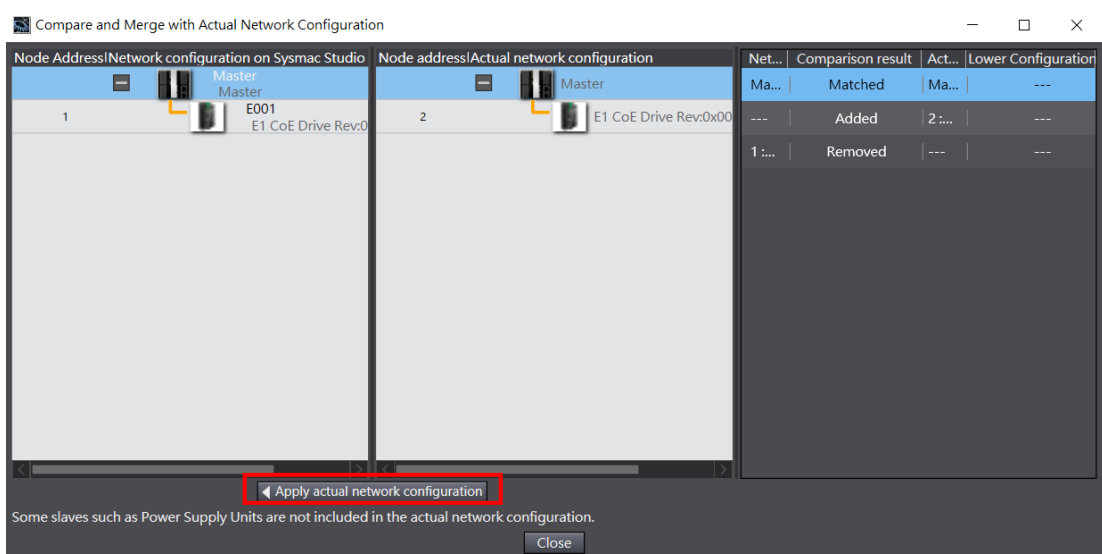 Compare and Merge with Actual Network Configuration
Node Address|Network configuration on Sysmac Studio
Master
Master
1
E001
E1 CoE Drive Rev:0
Node address|Actual network configuration
Master
2
E1 CoE Drive Rev:0x00
Net... Comparison result Act... Lower Configuration
Ma... Matched Ma... ---
--- Added 2 :... ---
1 :... Removed --- ---
Apply actual network configuration
Some slaves such as Power Supply Units are not included in the actual network configuration.
Close